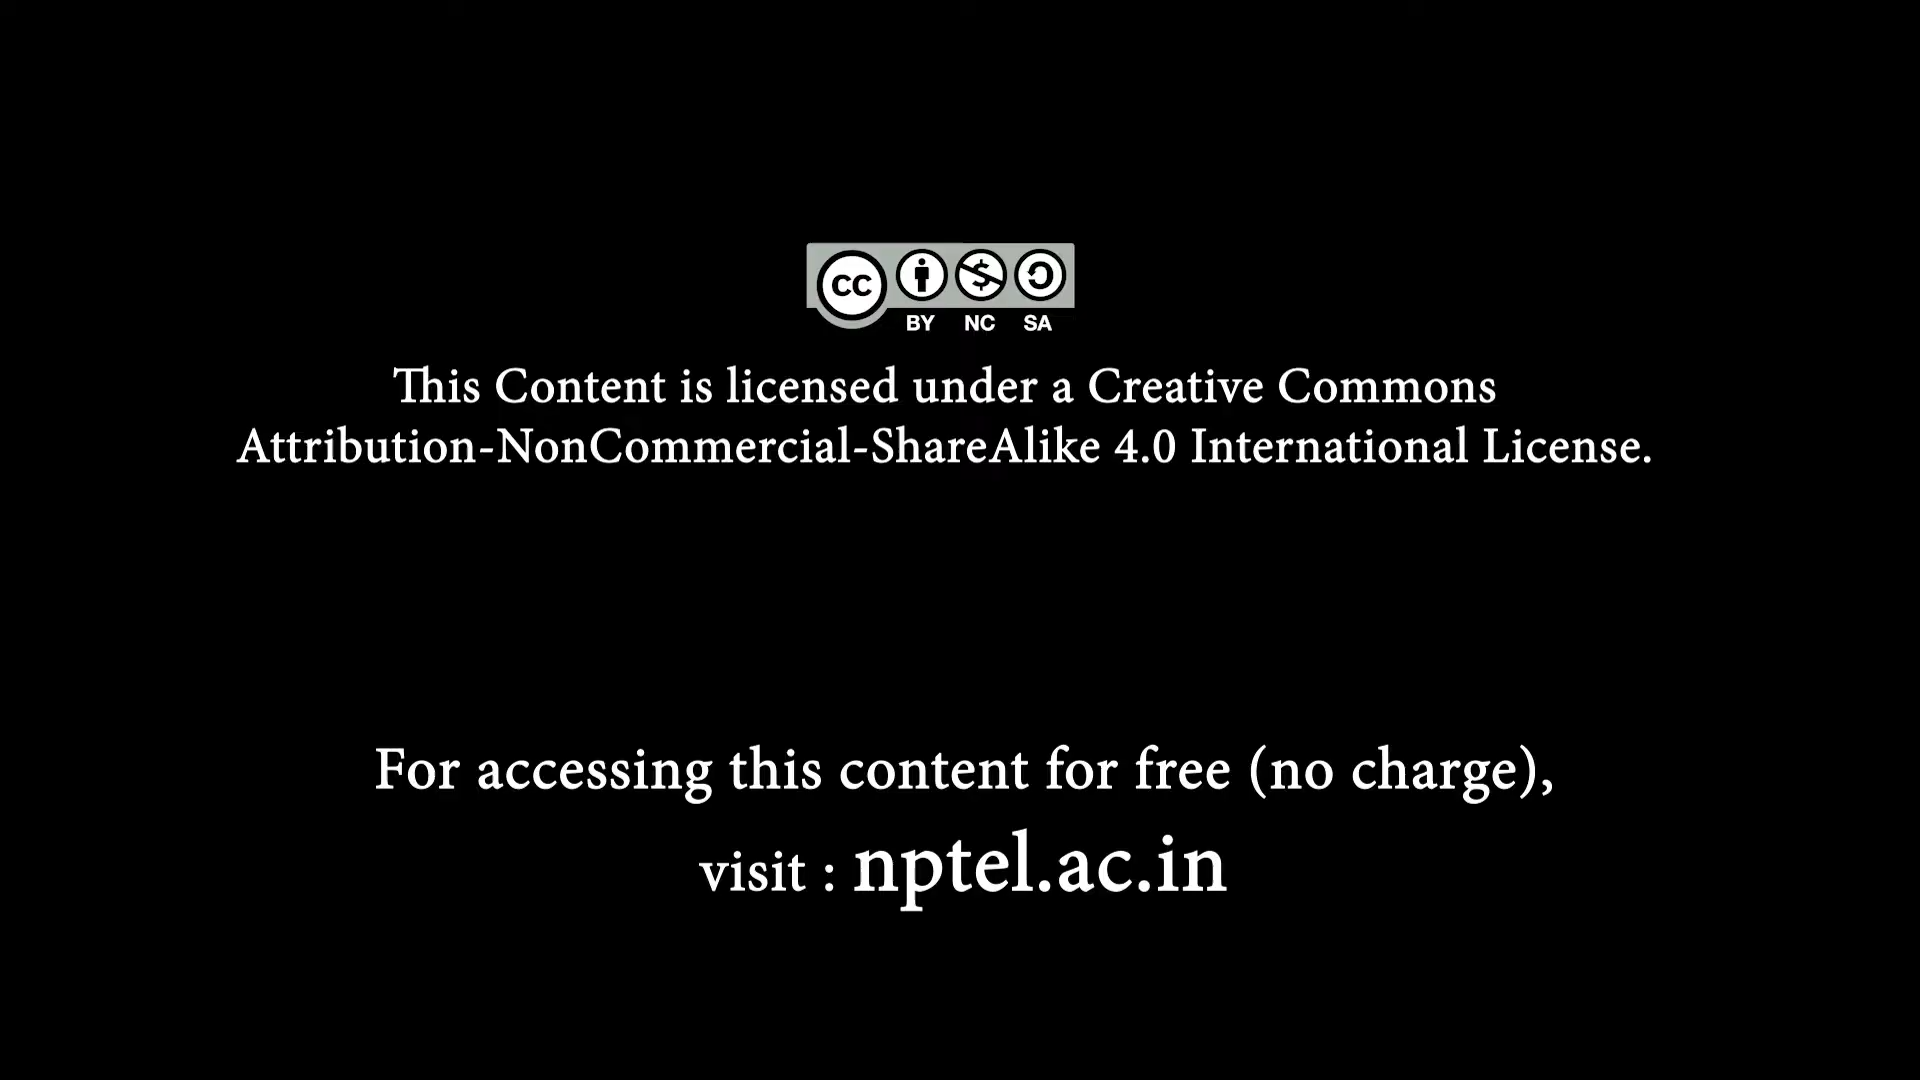 CC BY NC SA
This Content is licensed under a Creative Commons
Attribution-NonCommercial-ShareAlike 4.0 International License.
For accessing this content for free (no charge),
visit : nptel.ac.in